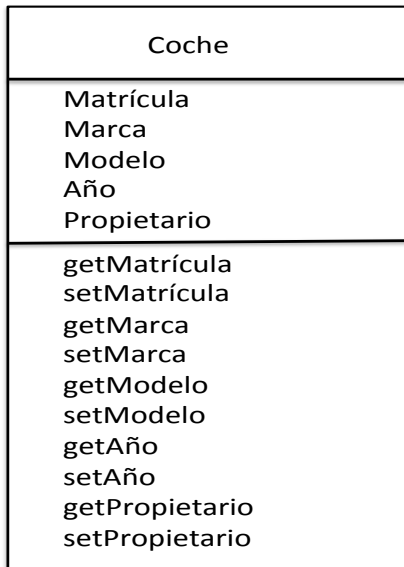 Coche
Matrícula
Marca
Modelo
Año
Propietario
getMatrícula
setMatrícula
getMarca
setMarca
getModelo
setModelo
getAño
setAño
getPropietario
setPropietario